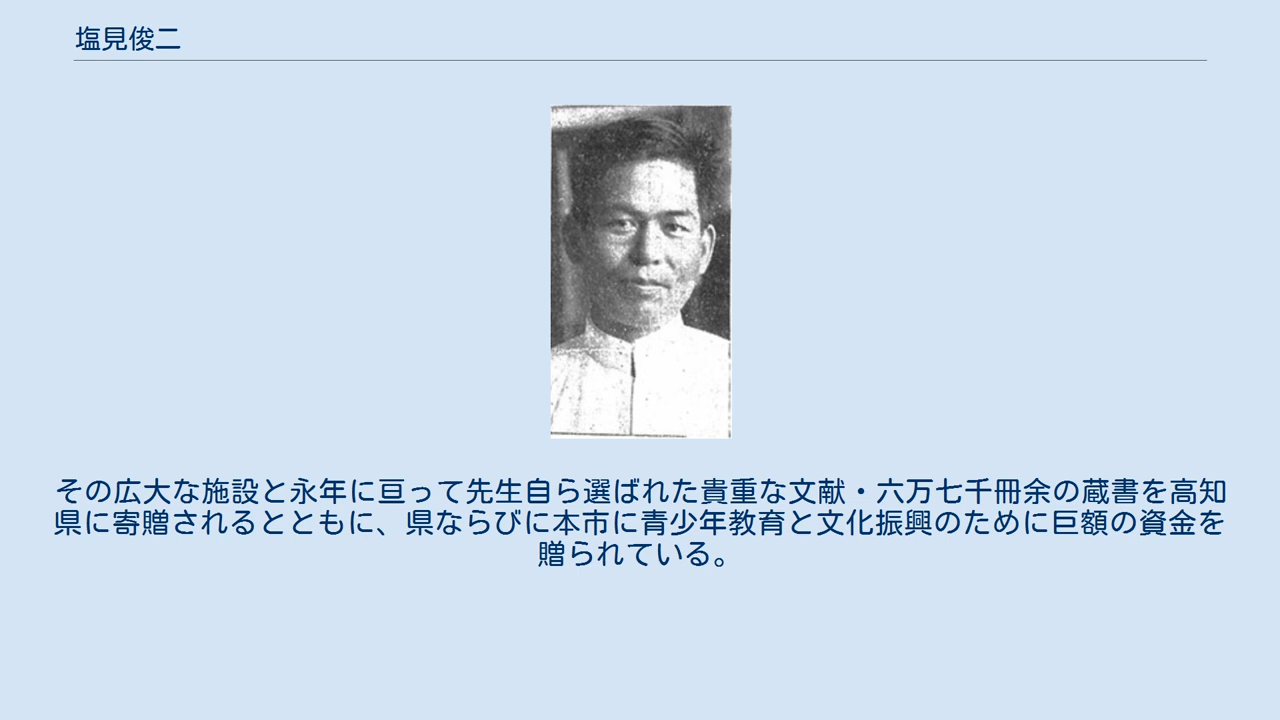 塩見俊二
その広大な施設と永年に亘って先生自ら選ばれた貴重な文献・六万七千冊余の蔵書を高知
県に寄贈されるとともに、県ならびに本市に青少年教育と文化振興のために巨額の資金を
贈られている。